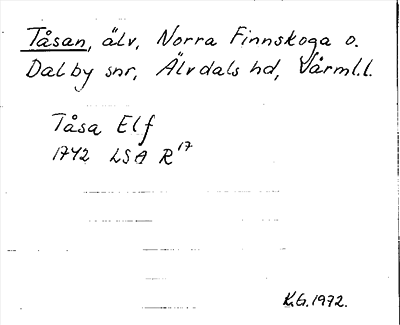 Tåsan, älv, Norra Finnskoga o.
Dalby snr, Älvdals hd, Värml.l.
Tåsa Elf
1742 LSA R¹⁷
K.G.1972.